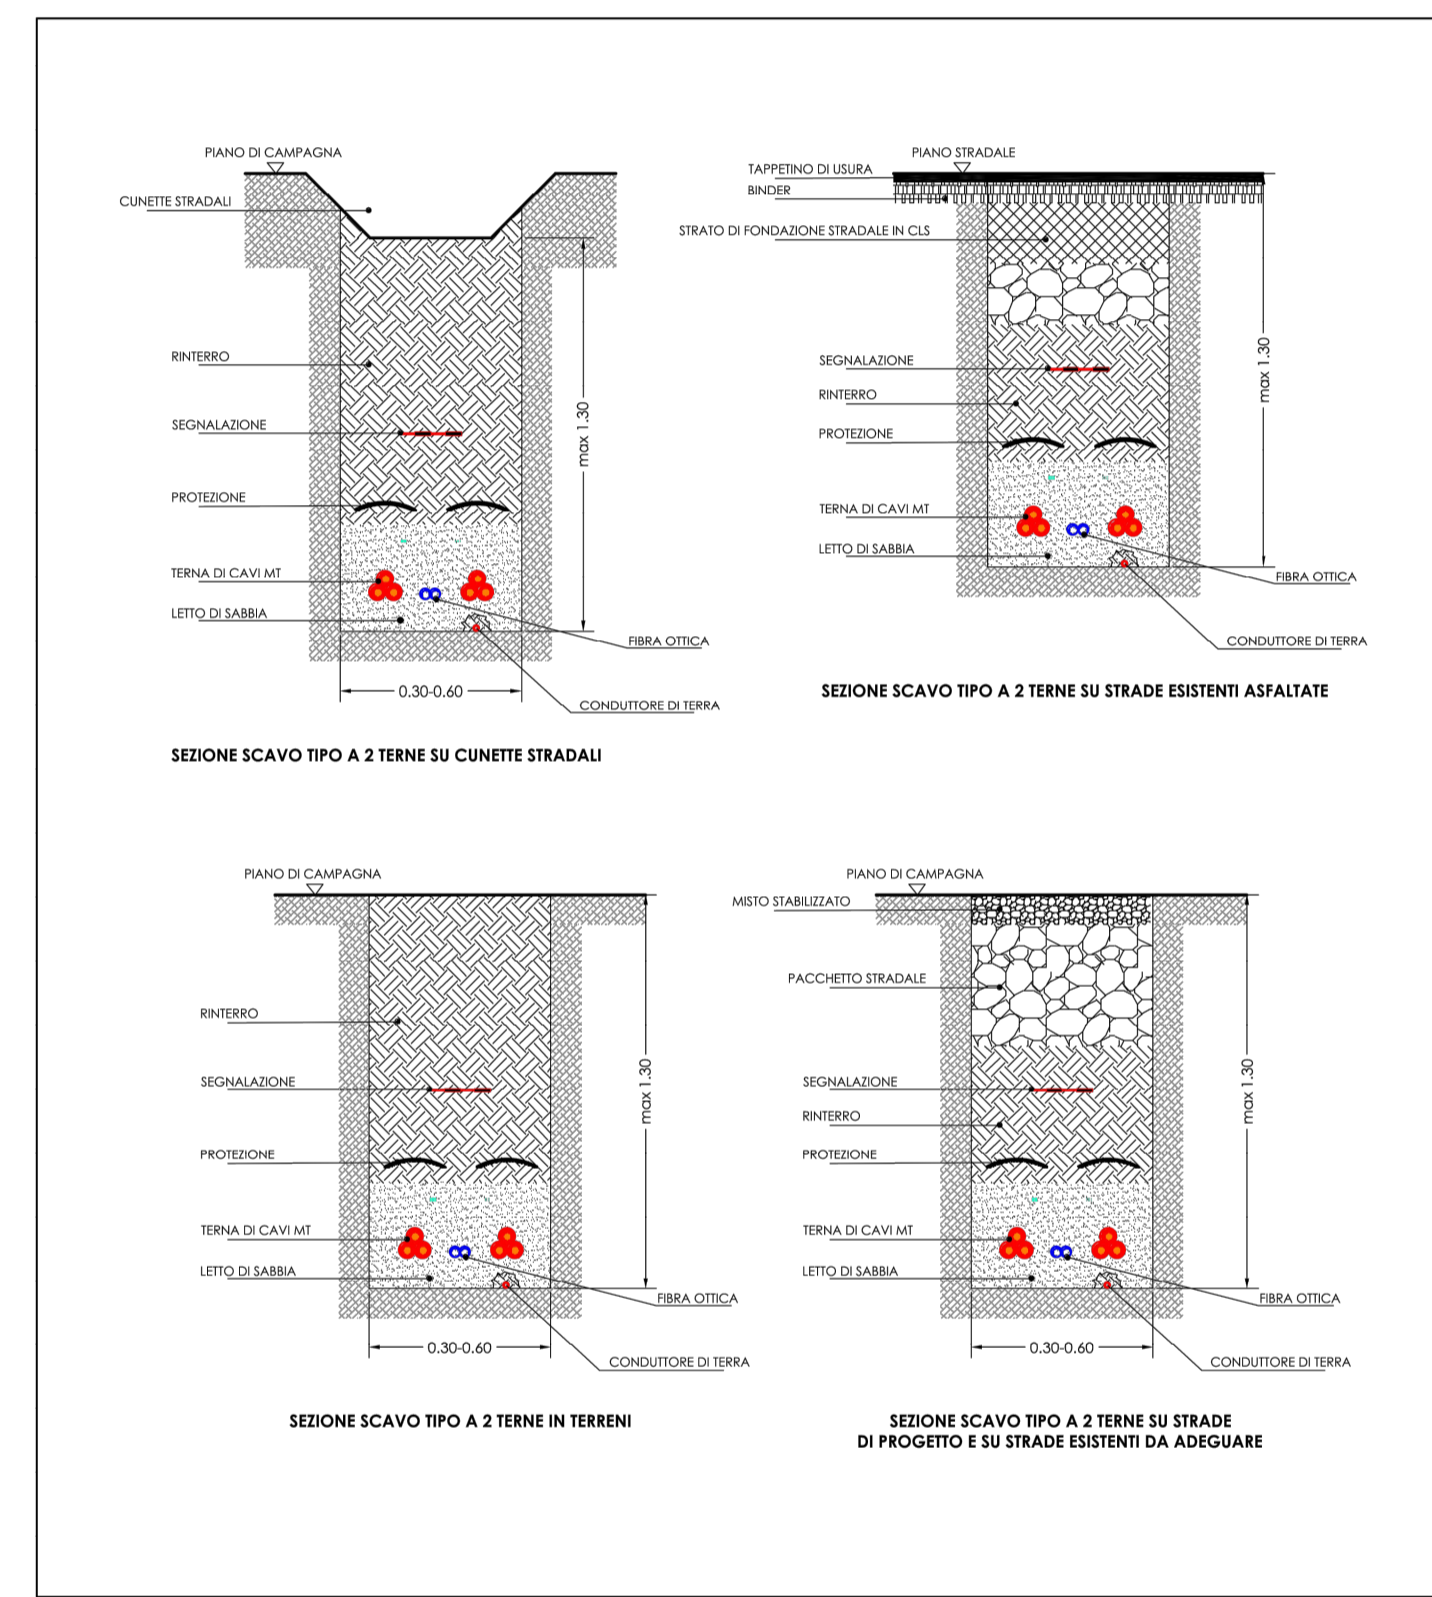 PIANO DI CAMPAGNA
CUNETTE STRADALI
RINTERRO
SEGNALAZIONE
PROTEZIONE
TERNA DI CAVI MT
LETTO DI SABBIA
max 1.30
FIBRA OTTICA
0.30-0.60
CONDUTTORE DI TERRA
SEZIONE SCAVO TIPO A 2 TERNE SU CUNETTE STRADALI
PIANO STRADALE
TAPPETINO DI USURA
BINDER
STRATO DI FONDAZIONE STRADALE IN CLS
SEGNALAZIONE
RINTERRO
PROTEZIONE
TERNA DI CAVI MT
LETTO DI SABBIA
max 1.30
FIBRA OTTICA
CONDUTTORE DI TERRA
SEZIONE SCAVO TIPO A 2 TERNE SU STRADE ESISTENTI ASFALTATE
PIANO DI CAMPAGNA
RINTERRO
SEGNALAZIONE
PROTEZIONE
TERNA DI CAVI MT
LETTO DI SABBIA
max 1.30
FIBRA OTTICA
0.30-0.60
CONDUTTORE DI TERRA
SEZIONE SCAVO TIPO A 2 TERNE IN TERRENI
PIANO DI CAMPAGNA
MISTO STABILIZZATO
PACCHETTO STRADALE
SEGNALAZIONE
RINTERRO
PROTEZIONE
TERNA DI CAVI MT
LETTO DI SABBIA
max 1.30
FIBRA OTTICA
0.30-0.60
CONDUTTORE DI TERRA
SEZIONE SCAVO TIPO A 2 TERNE SU STRADE
DI PROGETTO E SU STRADE ESISTENTI DA ADEGUARE